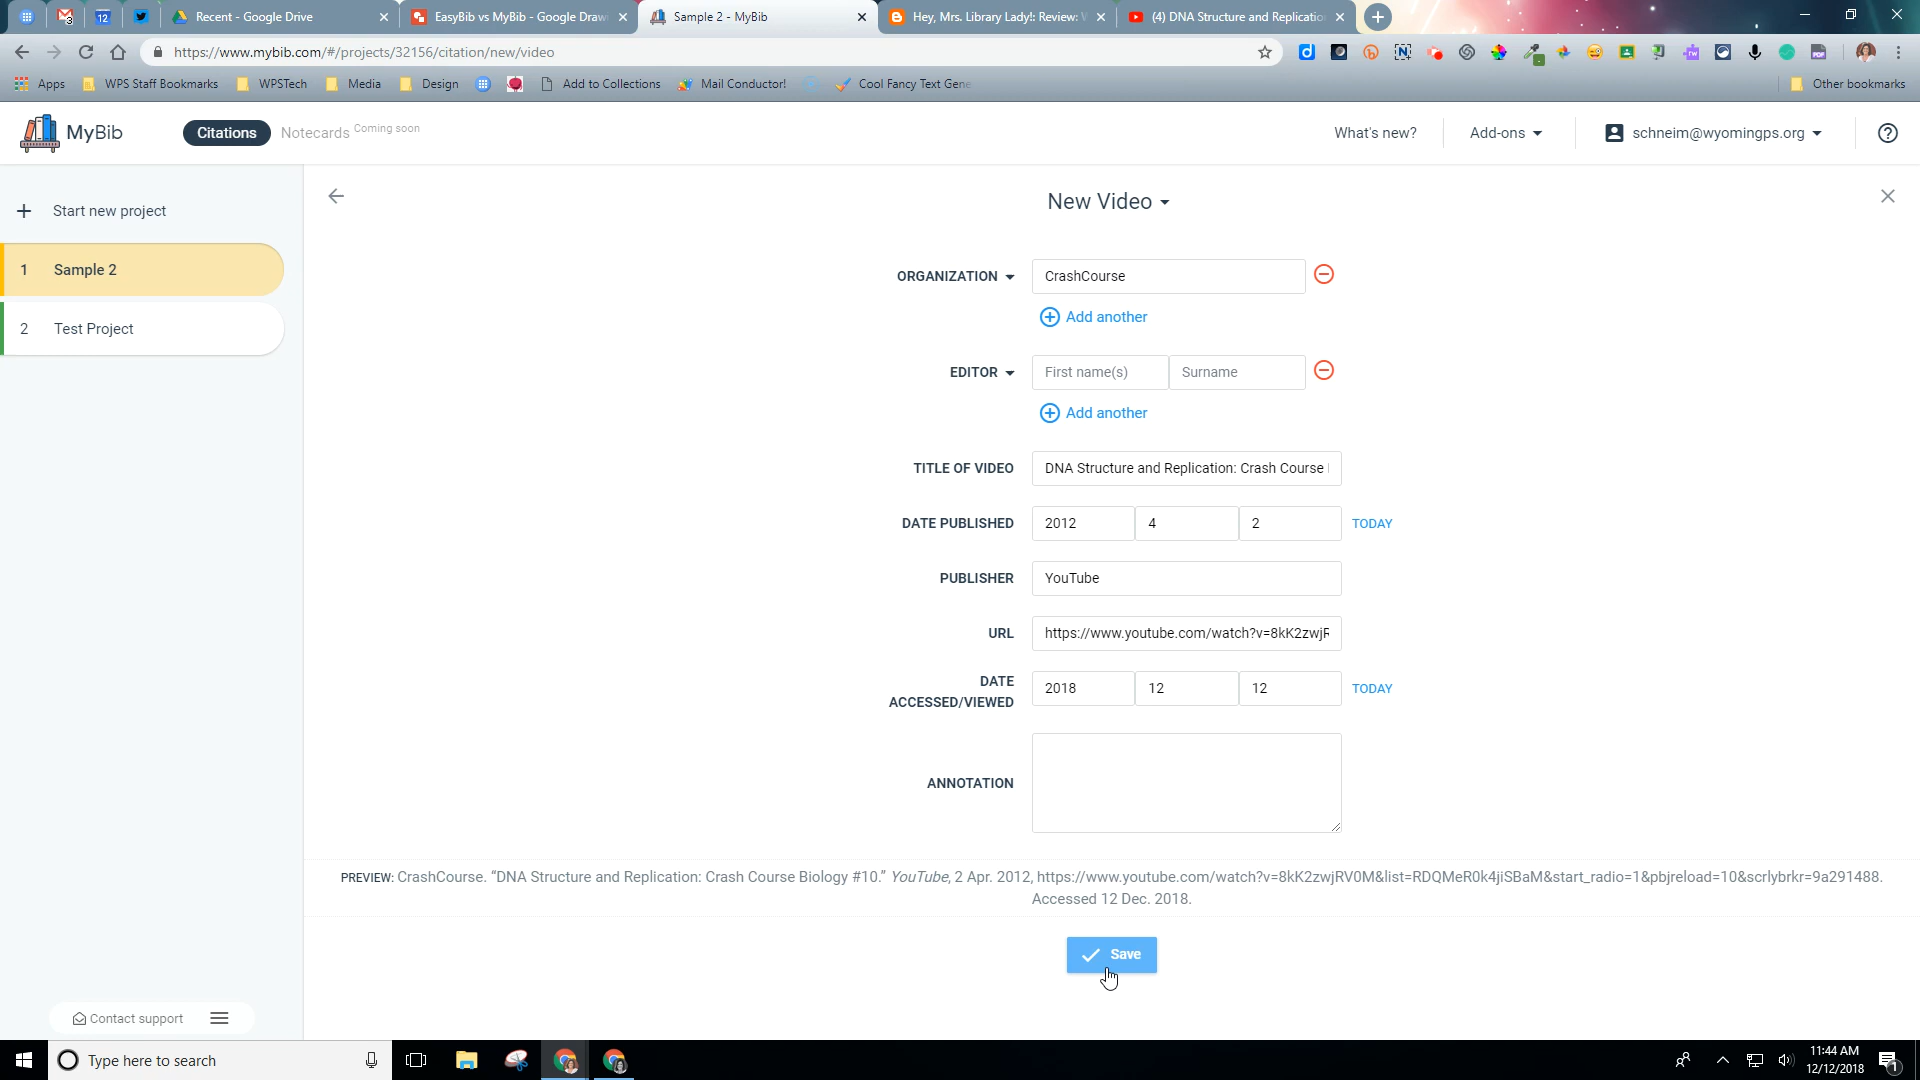 Recent - Google Drive
EasyBib vs MyBib - Google Draw
Sample 2 - MyBib
Hey, Mrs. Library Lady!: Review:
(4) DNA Structure and Replication
https://www.mybib.com/#/projects/32156/citation/new/video
Apps
WPS Staff Bookmarks
WPSTech
Media
Design
Add to Collections
Mail Conductor!
Cool Fancy Text Gene
Other bookmarks
MyBib
Citations
Notecards Coming soon
What's new?
Add-ons
schneim@wyomingps.org
Start new project
1 Sample 2
2 Test Project
New Video
ORGANIZATION CrashCourse
Add another
EDITOR First name(s) Surname
Add another
TITLE OF VIDEO DNA Structure and Replication: Crash Course
DATE PUBLISHED 2012 4 2 TODAY
PUBLISHER YouTube
URL https://www.youtube.com/watch?v=8kK2zwjR
DATE
ACCESSED/VIEWED 2018 12 12 TODAY
ANNOTATION
PREVIEW: CrashCourse. “DNA Structure and Replication: Crash Course Biology #10.” YouTube, 2 Apr. 2012, https://www.youtube.com/watch?v=8kK2zwjRV0M&list=RDQMeR0k4jiSBaM&start_radio=1&pbjreload=10&scrlybrkr=9a291488.
Accessed 12 Dec. 2018.
Save
Contact support
Type here to search
11:44 AM
12/12/2018
1